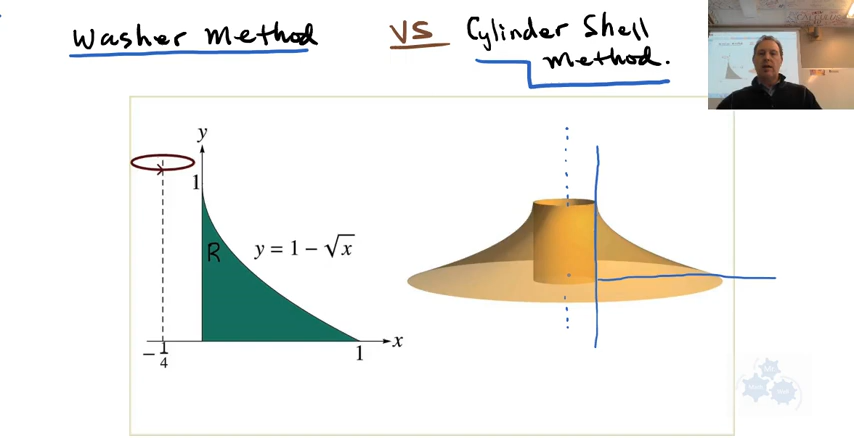 Washer Method VS Cylinder Shell
Method.
y
1
R
y = 1 − √x
− 1/4
1
x